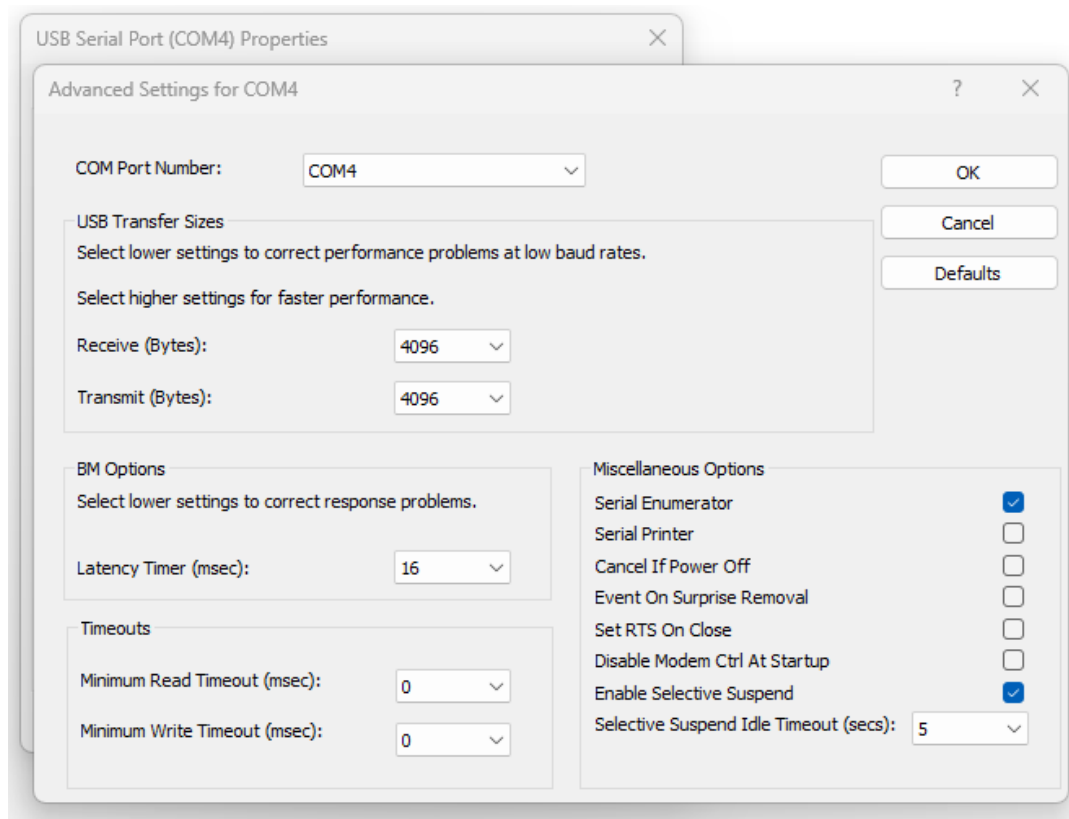 USB Serial Port (COM4) Properties
Advanced Settings for COM4
?
COM Port Number:
COM4
OK
Cancel
Defaults
USB Transfer Sizes
Select lower settings to correct performance problems at low baud rates.
Select higher settings for faster performance.
Receive (Bytes):
4096
Transmit (Bytes):
4096
BM Options
Select lower settings to correct response problems.
Latency Timer (msec):
16
Timeouts
Minimum Read Timeout (msec):
0
Minimum Write Timeout (msec):
0
Miscellaneous Options
Serial Enumerator
Serial Printer
Cancel If Power Off
Event On Surprise Removal
Set RTS On Close
Disable Modem Ctrl At Startup
Enable Selective Suspend
Selective Suspend Idle Timeout (secs):
5